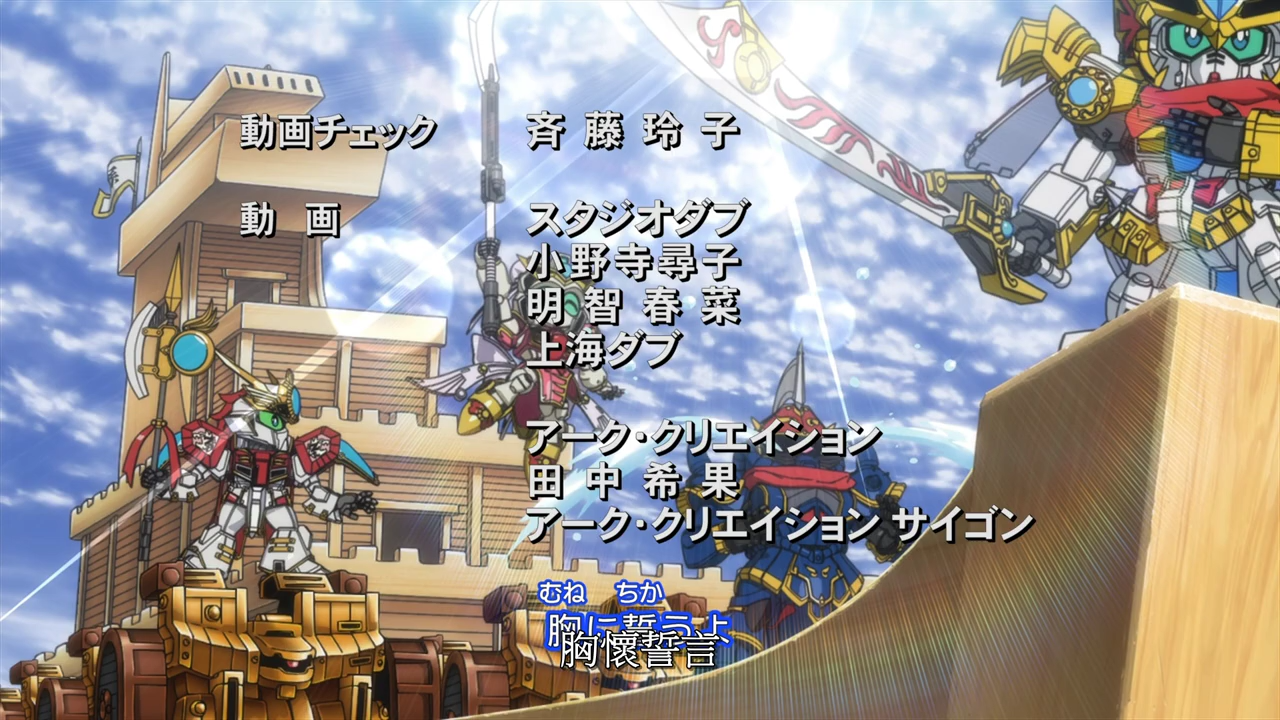 動画チェック 斉藤玲子
動画 スタジオダブ
小野寺尋子
明智春菜
上海ダブ
アーク・クリエイション
田中希果
アーク・クリエイション サイゴン
むね ちか
胸に誓うよ
胸懷誓言